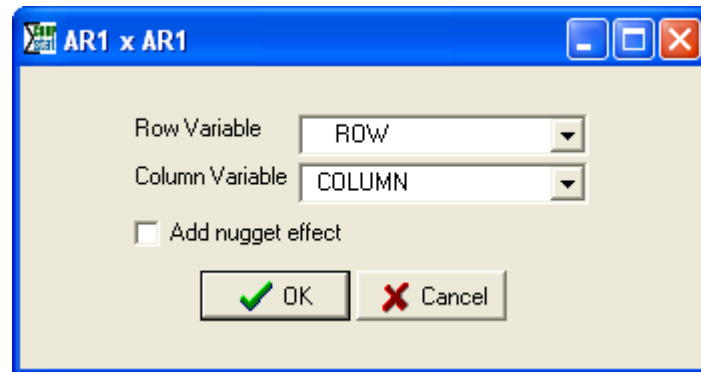 AR1 x AR1
Row Variable ROW
Column Variable COLUMN
Add nugget effect
OK Cancel